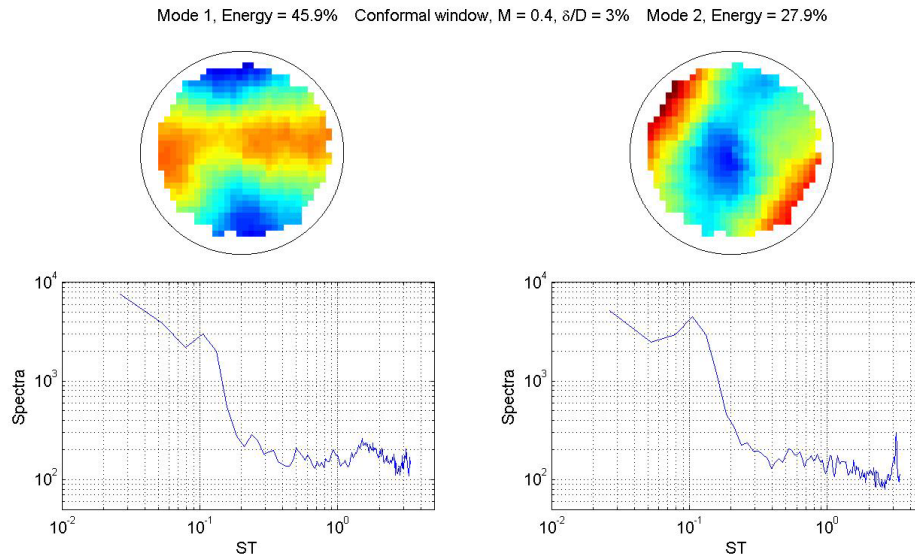 Mode 1, Energy = 45.9% Conformal window, M = 0.4, δ/D = 3% Mode 2, Energy = 27.9%
10^4
10^3
10^2
Spectra
10^-2
10^-1
10^0
ST
10^4
10^3
10^2
Spectra
10^-2
10^-1
10^0
ST